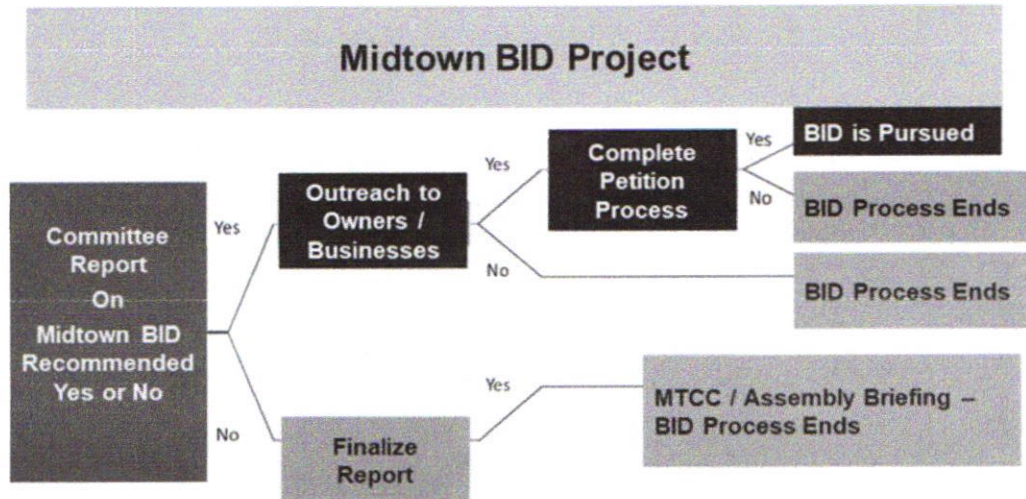 Midtown BID Project
Committee
Report
On
Midtown BID
Recommended
Yes or No
Yes
No
Outreach to
Owners /
Businesses
Yes
No
Complete
Petition
Process
Yes
No
BID is Pursued
BID Process Ends
BID Process Ends
Finalize
Report
Yes
MTCC / Assembly Briefing –
BID Process Ends